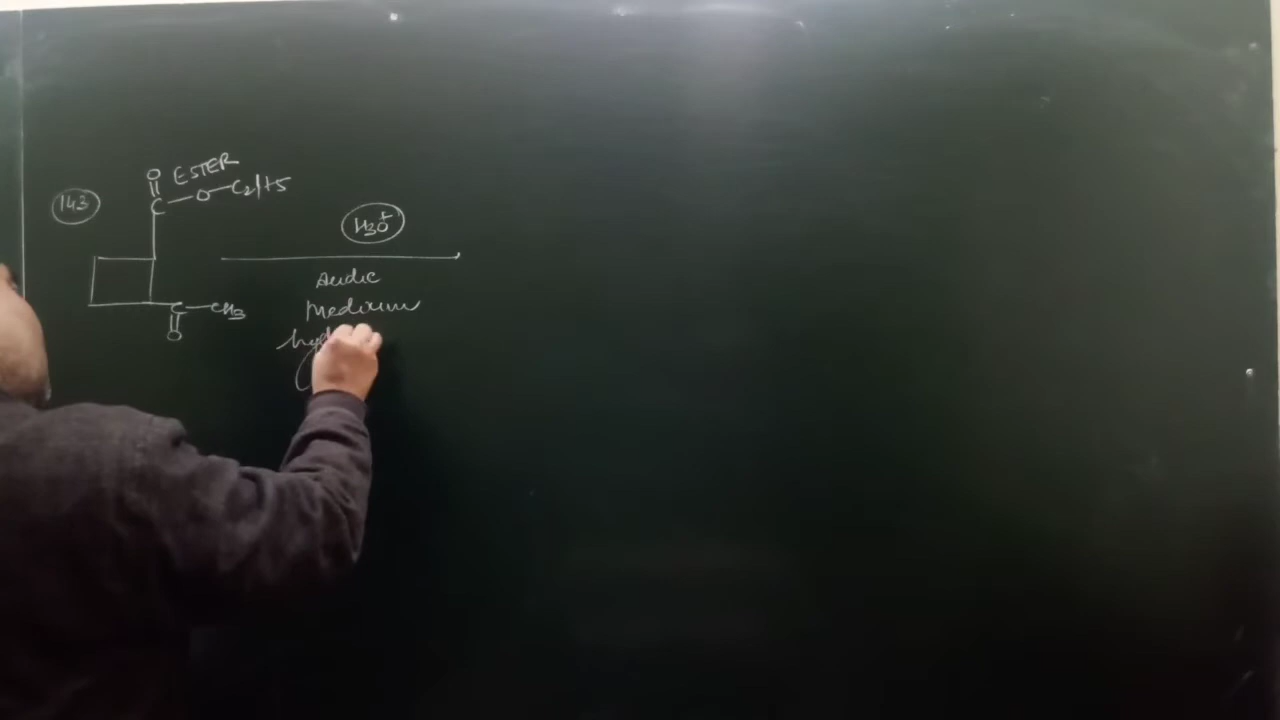 O ESTER
143
C — O — C2H5
H3O+
Acidic
Medium
C — CH3
O